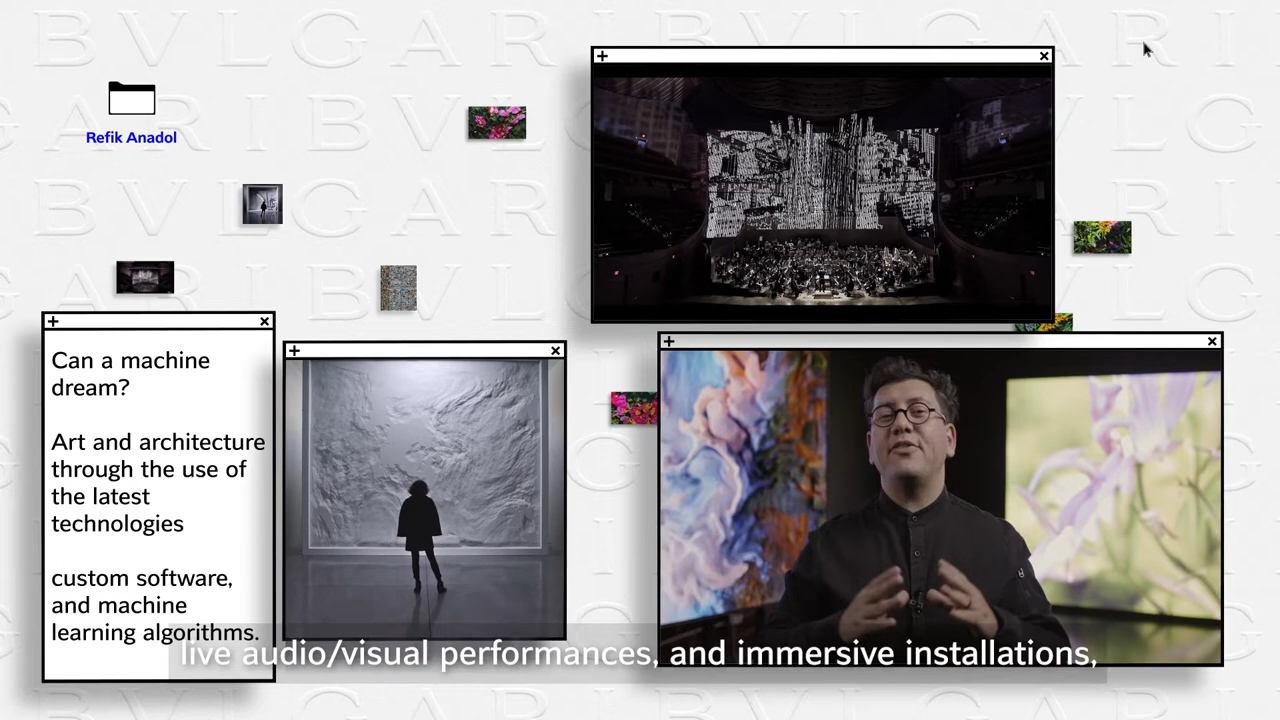 BVLGARI BVLGARI
Refik Anadol
Can a machine
dream?
Art and architecture
through the use of
the latest
technologies
custom software,
and machine
learning algorithms.
live audio/visual performances, and immersive installations,